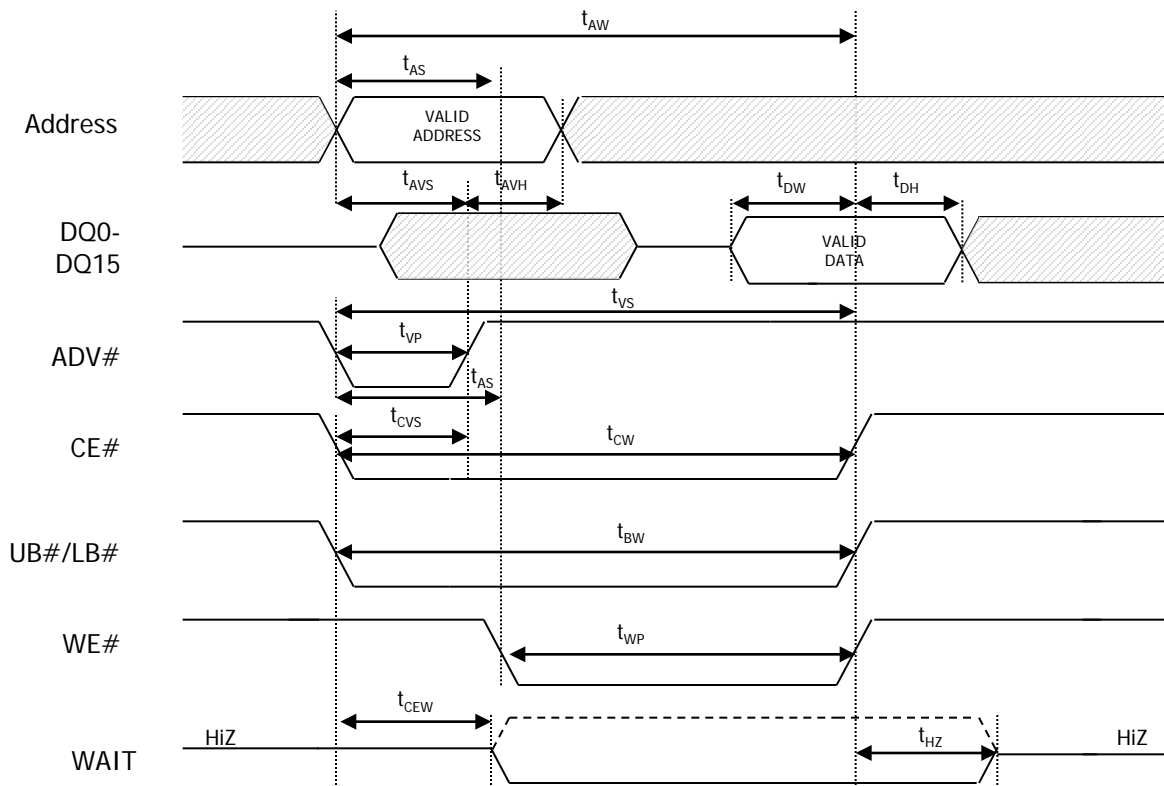 tAW
tAS
Address
VALID
ADDRESS
tAVS
tAVH
tDW
tDH
DQ0-
DQ15
VALID
DATA
tVS
ADV#
tVP
tAS
CE#
tCVS
tCW
UB#/LB#
tBW
WE#
tWP
tCEW
WAIT
HiZ
tHZ
HiZ